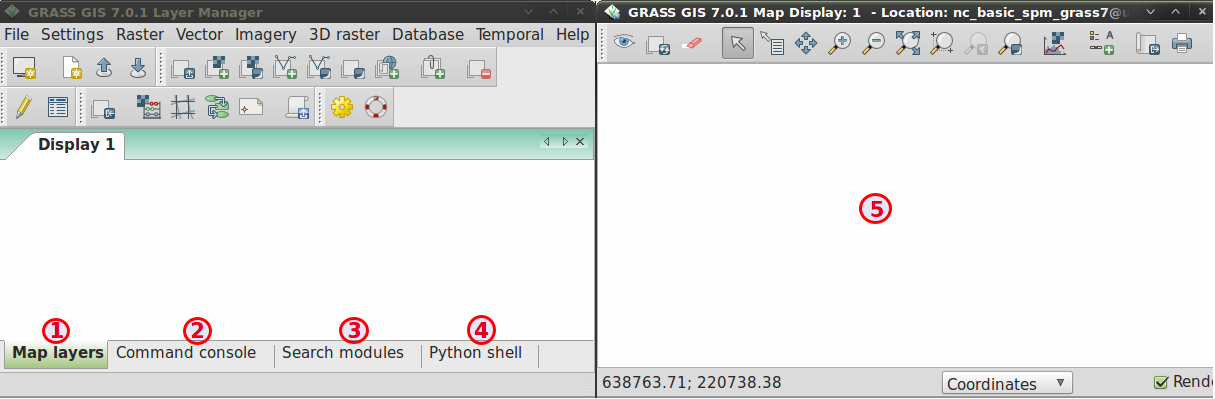 GRASS GIS 7.0.1 Layer Manager
File Settings Raster Vector Imagery 3D raster Database Temporal Help
Display 1
1 2 3 4
Map layers Command console Search modules Python shell
GRASS GIS 7.0.1 Map Display: 1 - Location: nc_basic_spm_grass7@u
A
5
638763.71; 220738.38 Coordinates Rend